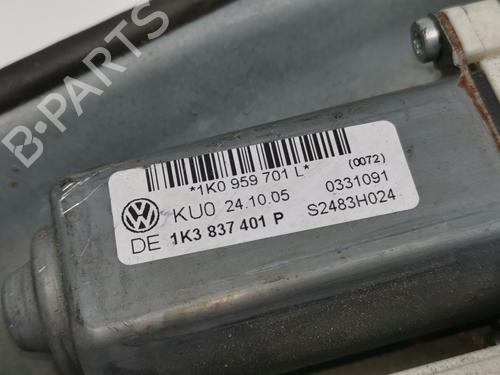 B-PARTS
*1K0 959 701 L*
(0072)
KU0 24.10.05
0331091
DE 1K3 837 401 P
S2483H024